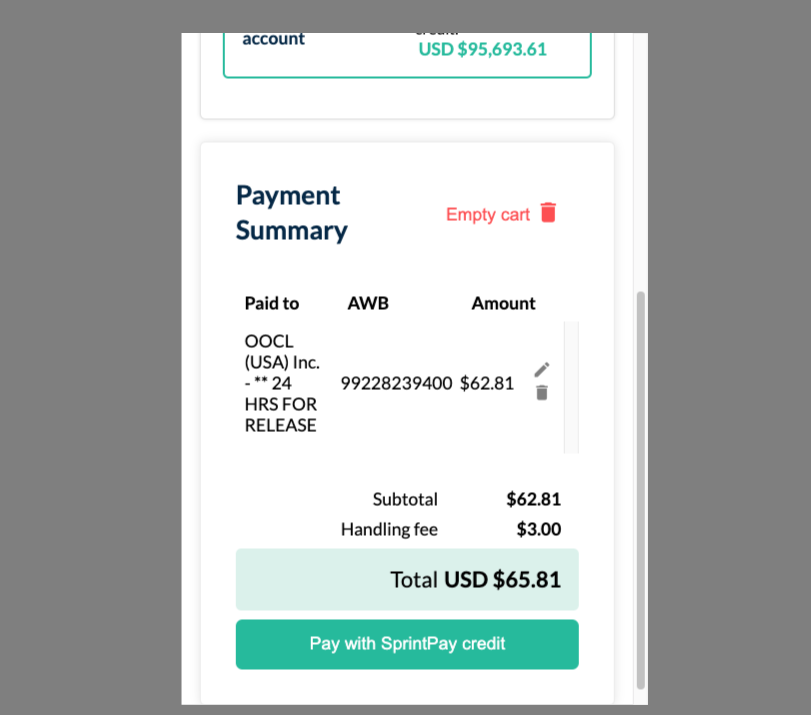 account
USD $95,693.61
Payment
Summary
Empty cart
Paid to AWB Amount
OOCL
(USA) Inc.
- ** 24
HRS FOR
RELEASE
99228239400 $62.81
Subtotal $62.81
Handling fee $3.00
Total USD $65.81
Pay with SprintPay credit